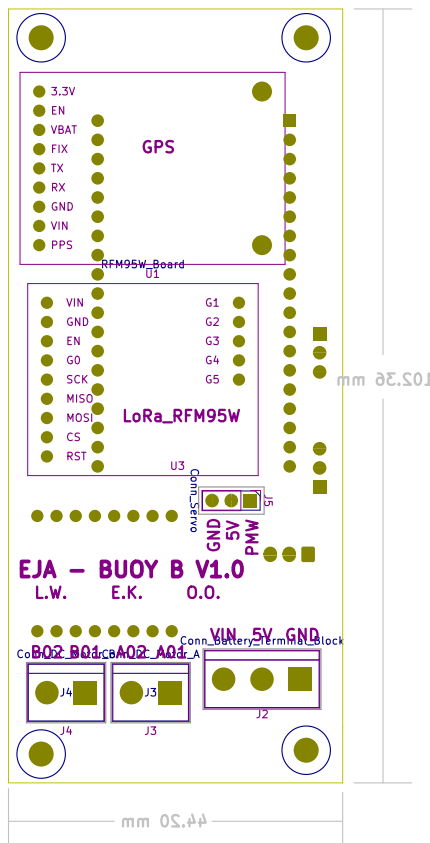 3.3V
EN
VBAT
FIX
TX
RX
GND
VIN
PPS
GPS
RFM95W_Board
U1
VIN
GND
EN
G0
SCK
MISO
MOSI
CS
RST
G1
G2
G3
G4
G5
LoRa_RFM95W
U3
102.36 mm
Conn_Servo
J5
GND
5V
PMW
EJA - BUOY B V1.0
L.W. E.K. O.O.
VIN 5V GND
Conn_Battery_Terminal_Block
B02 B01 A02 A01
Conn_DC_Motor_B
Conn_DC_Motor_A
J4
J3
J4
J3
J2
44.20 mm